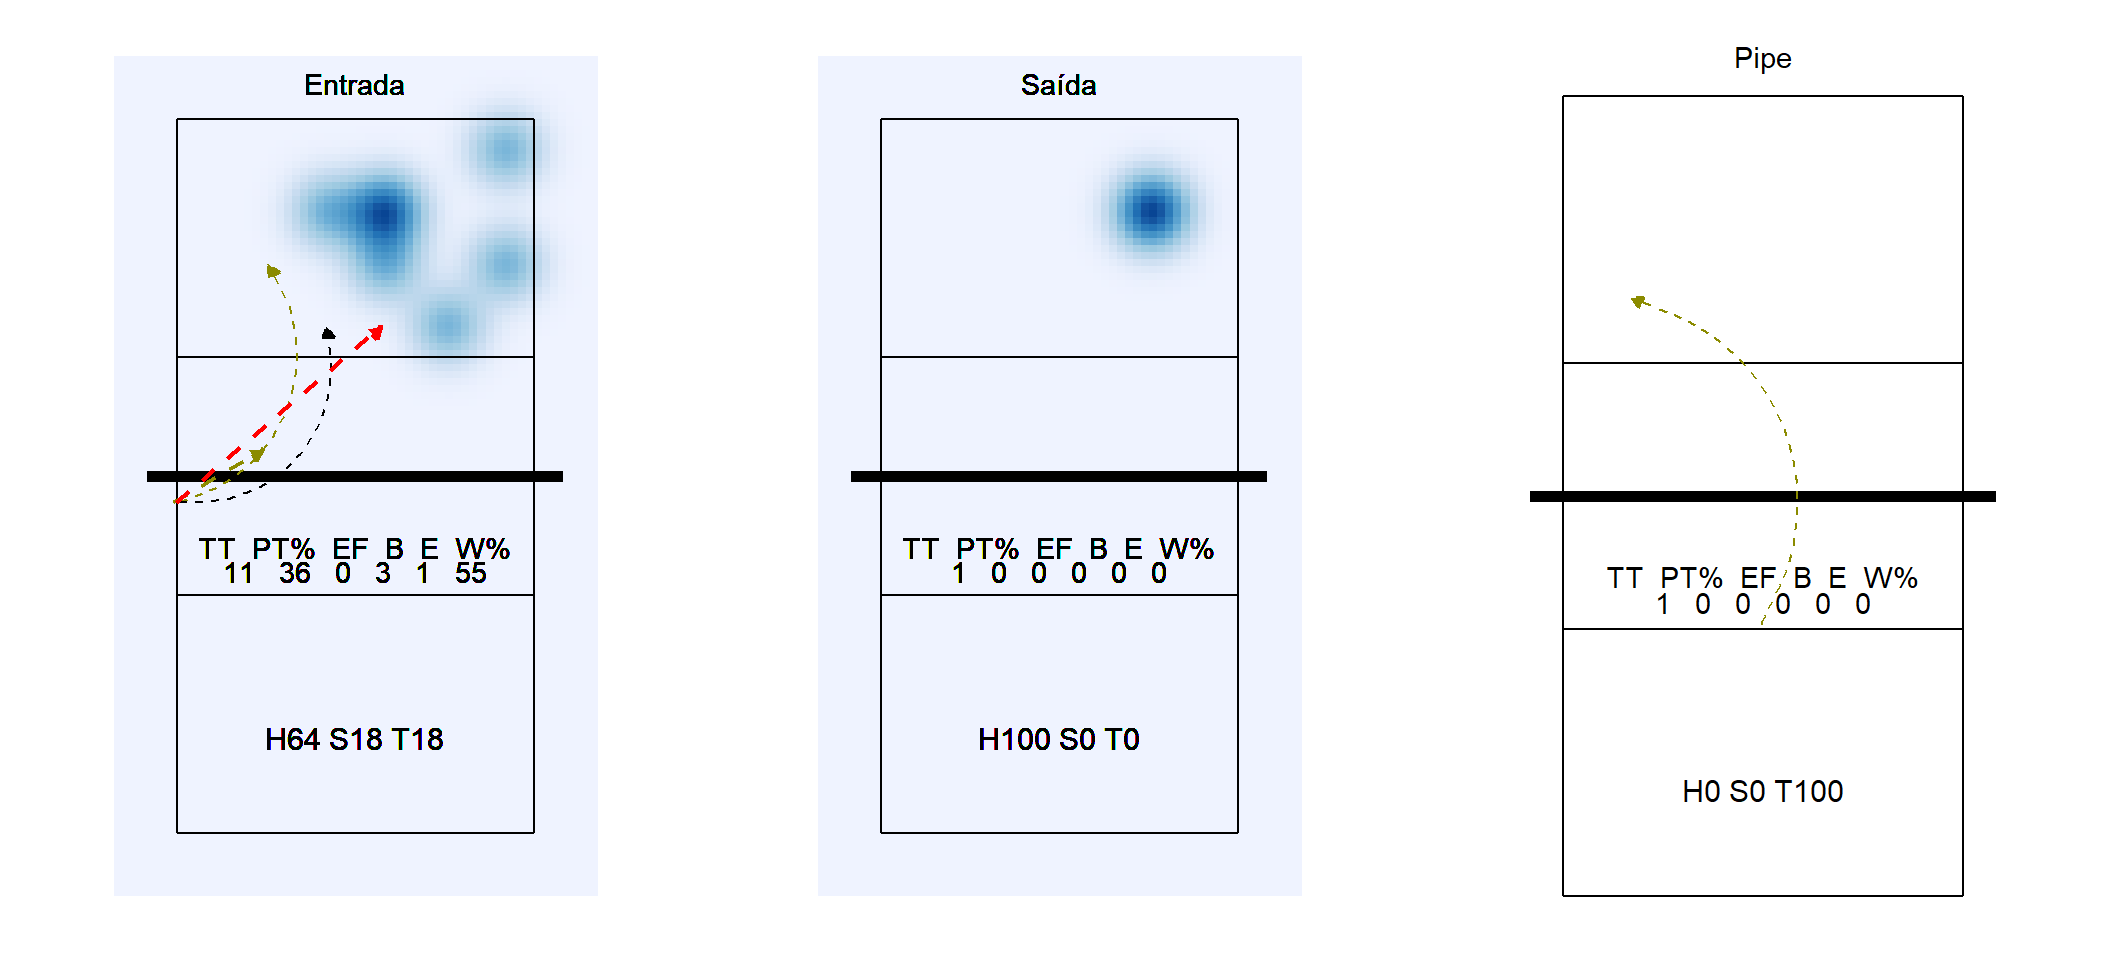 Entrada
TT PT% EF B E W%
11 36 0 3 1 55
H64 S18 T18
Saída
TT PT% EF B E W%
1 0 0 0 0 0
H100 S0 T0
Pipe
TT PT% EF B E W%
1 0 0 0 0 0
H0 S0 T100